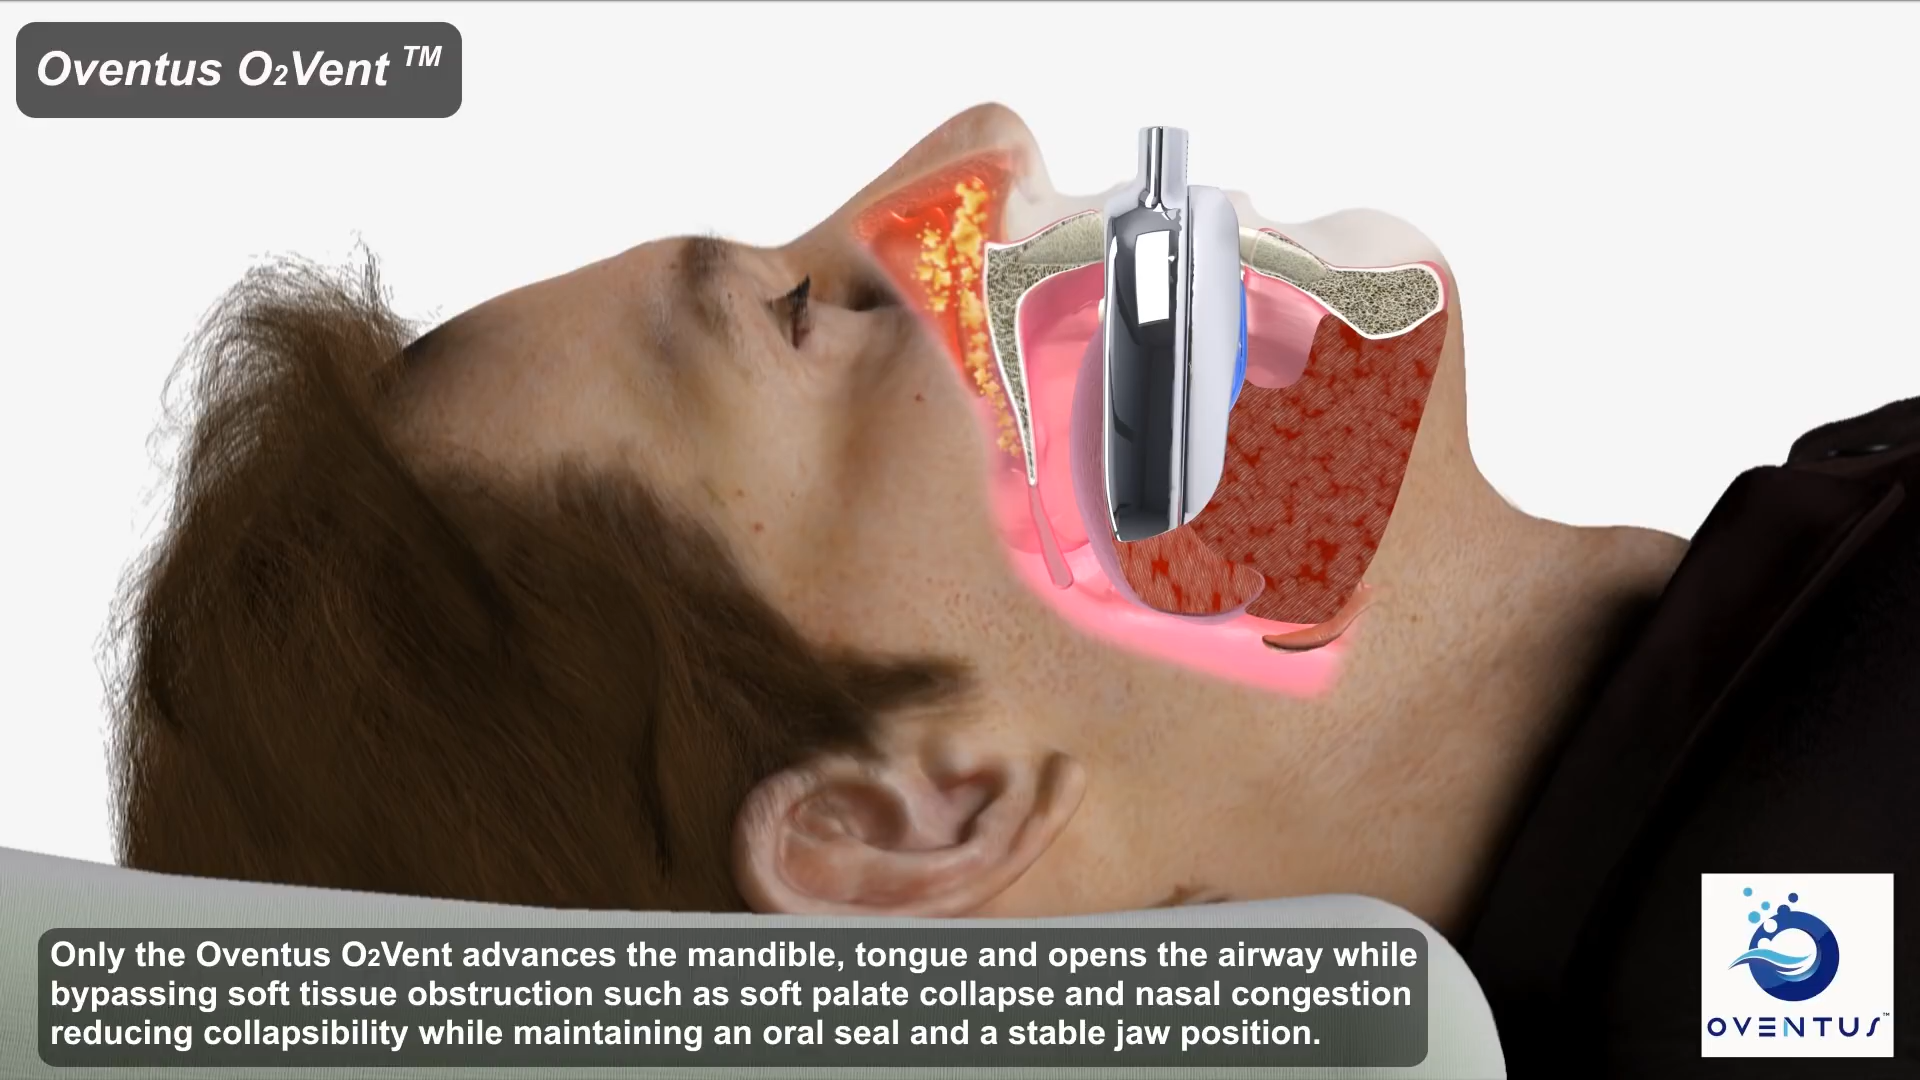 Oventus O2Vent TM
Only the Oventus O2Vent advances the mandible, tongue and opens the airway while
bypassing soft tissue obstruction such as soft palate collapse and nasal congestion
reducing collapsibility while maintaining an oral seal and a stable jaw position.
OVENTUS™